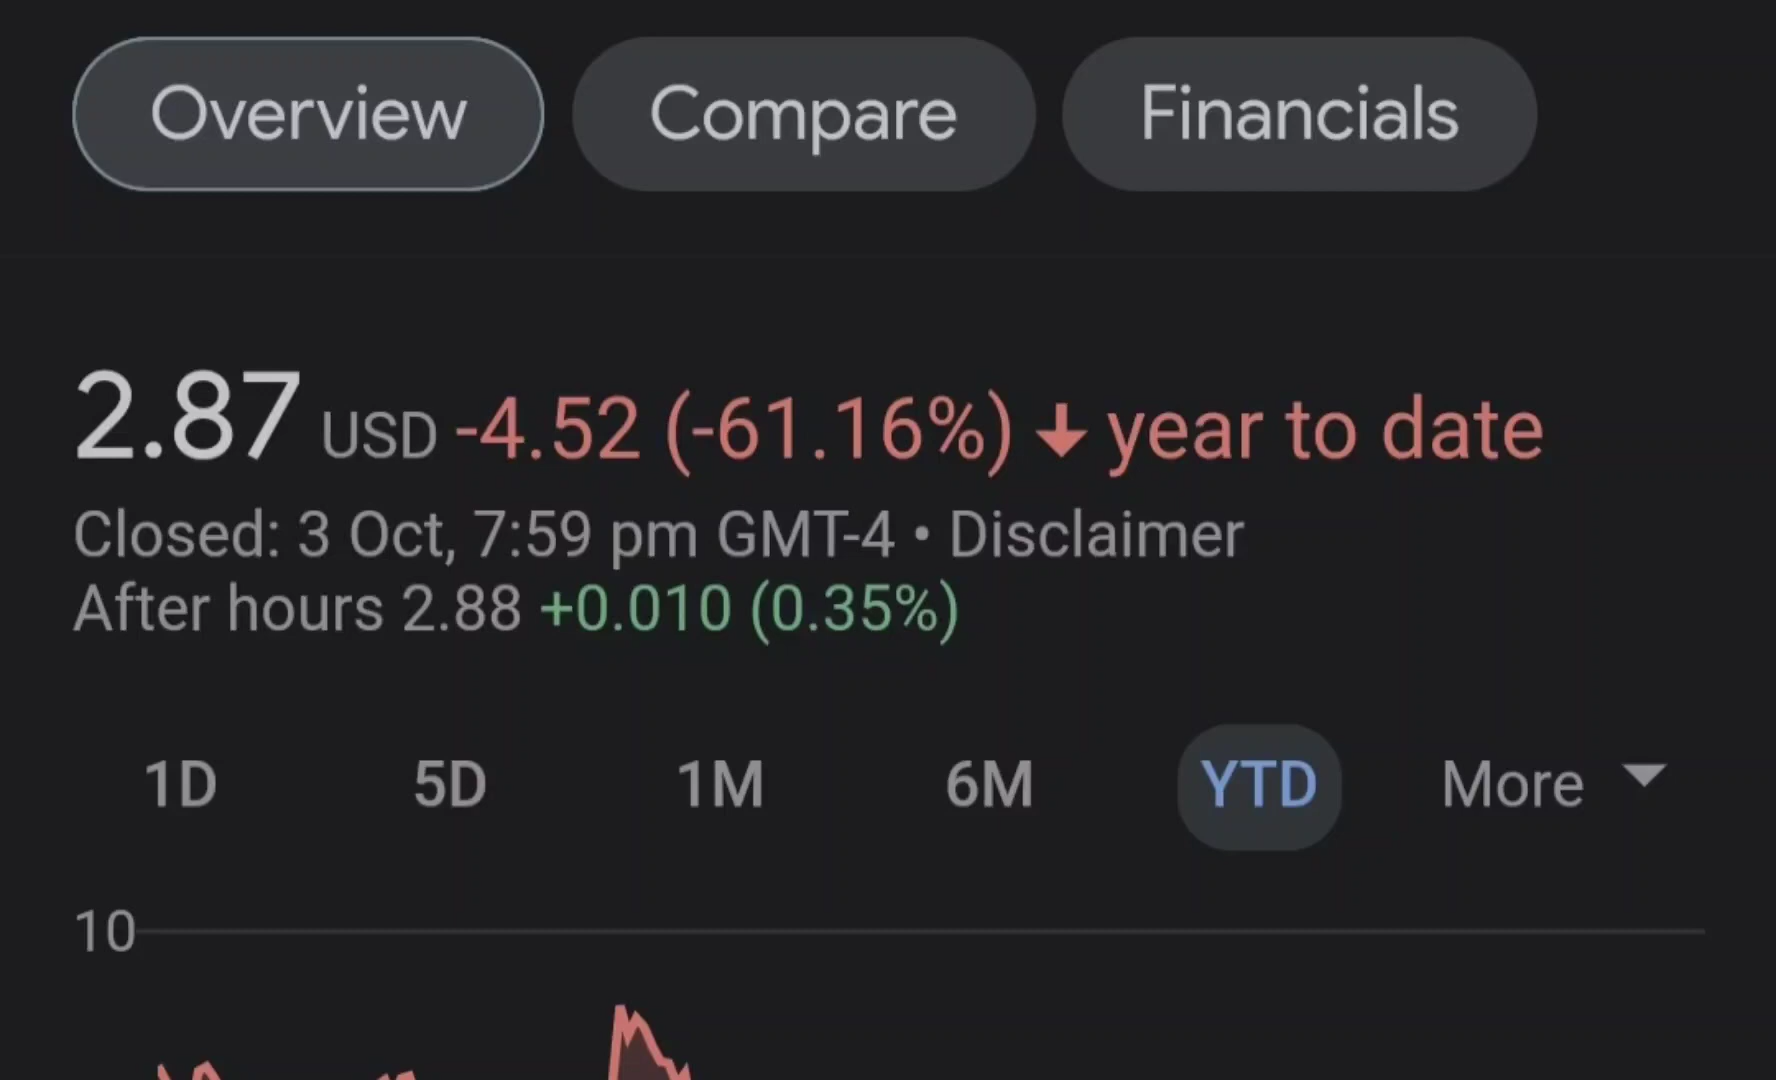 Overview Compare Financials
2.87 USD -4.52 (-61.16%) ↓ year to date
Closed: 3 Oct, 7:59 pm GMT-4 • Disclaimer
After hours 2.88 +0.010 (0.35%)
1D 5D 1M 6M YTD More
10